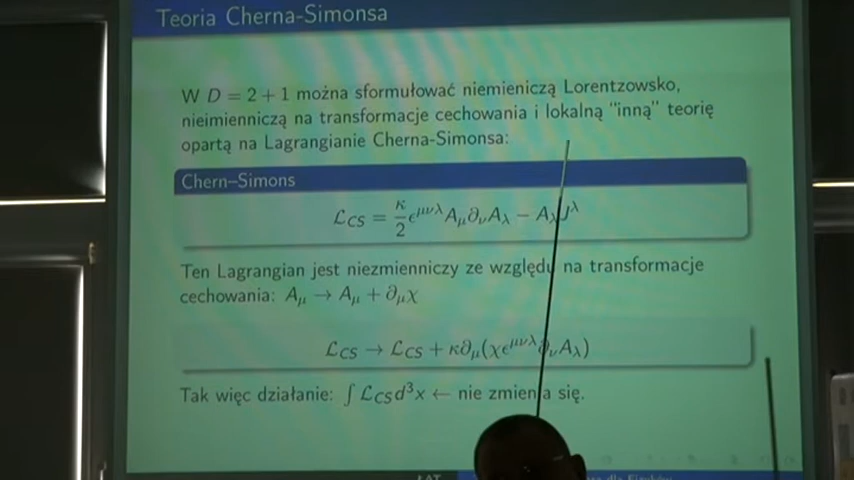 Teoria Cherna-Simonsa
W D = 2 + 1 można sformułować niemieniczą Lorentzowsko,
nieimienniczą na transformacje cechowania i lokalną "inną" teorię
opartą na Lagrangianie Cherna-Simonsa:
Chern–Simons
ℒ_CS = κ/2 ϵ^{μνλ} A_μ ∂_ν A_λ − A_λ J^λ
Ten Lagrangian jest niezmienniczy ze względu na transformacje
cechowania: A_μ → A_μ + ∂_μ χ
ℒ_CS → ℒ_CS + κ∂_μ(χϵ^{μνλ} ∂_ν A_λ)
Tak więc działanie: ∫ ℒ_CS d³x ← nie zmienia się.